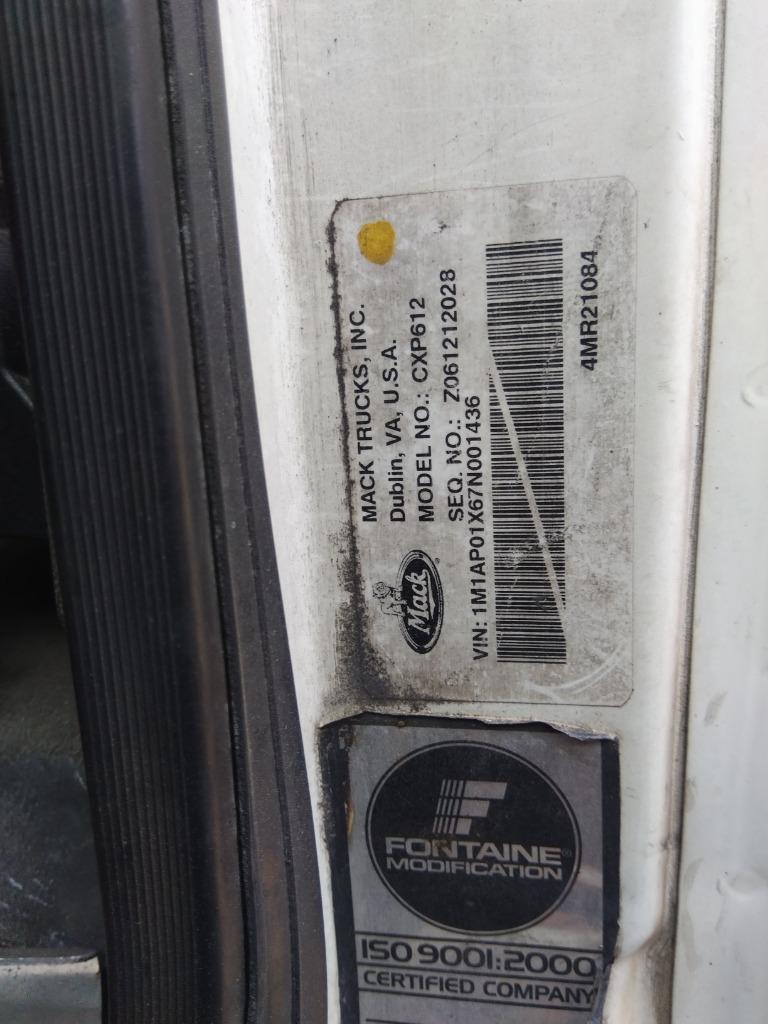 MACK TRUCKS, INC.
Dublin, VA, U.S.A.
MODEL NO.: CXP612
SEQ. NO.: Z061212028
Mack
VIN: 1M1AP01X67N001436
4MR21084
FONTAINE®
MODIFICATION
ISO 9001:2000
CERTIFIED COMPANY